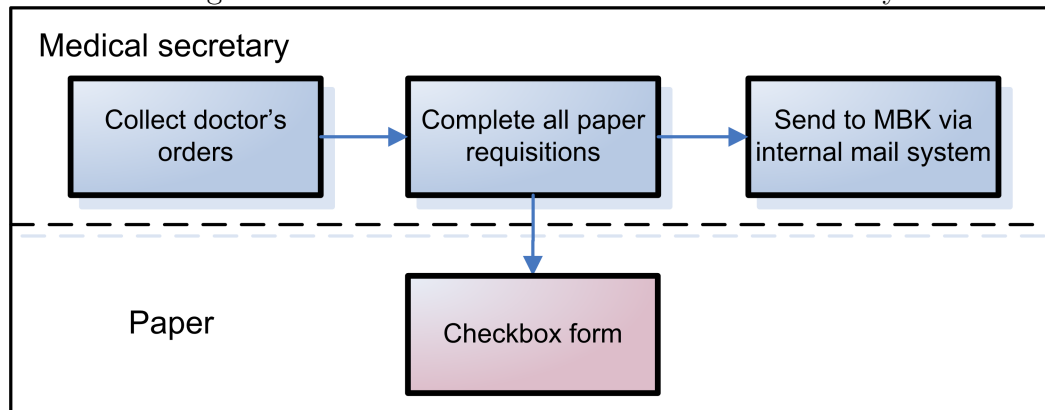 Medical secretary
Collect doctor's
orders
Complete all paper
requisitions
Send to MBK via
internal mail system
Paper
Checkbox form